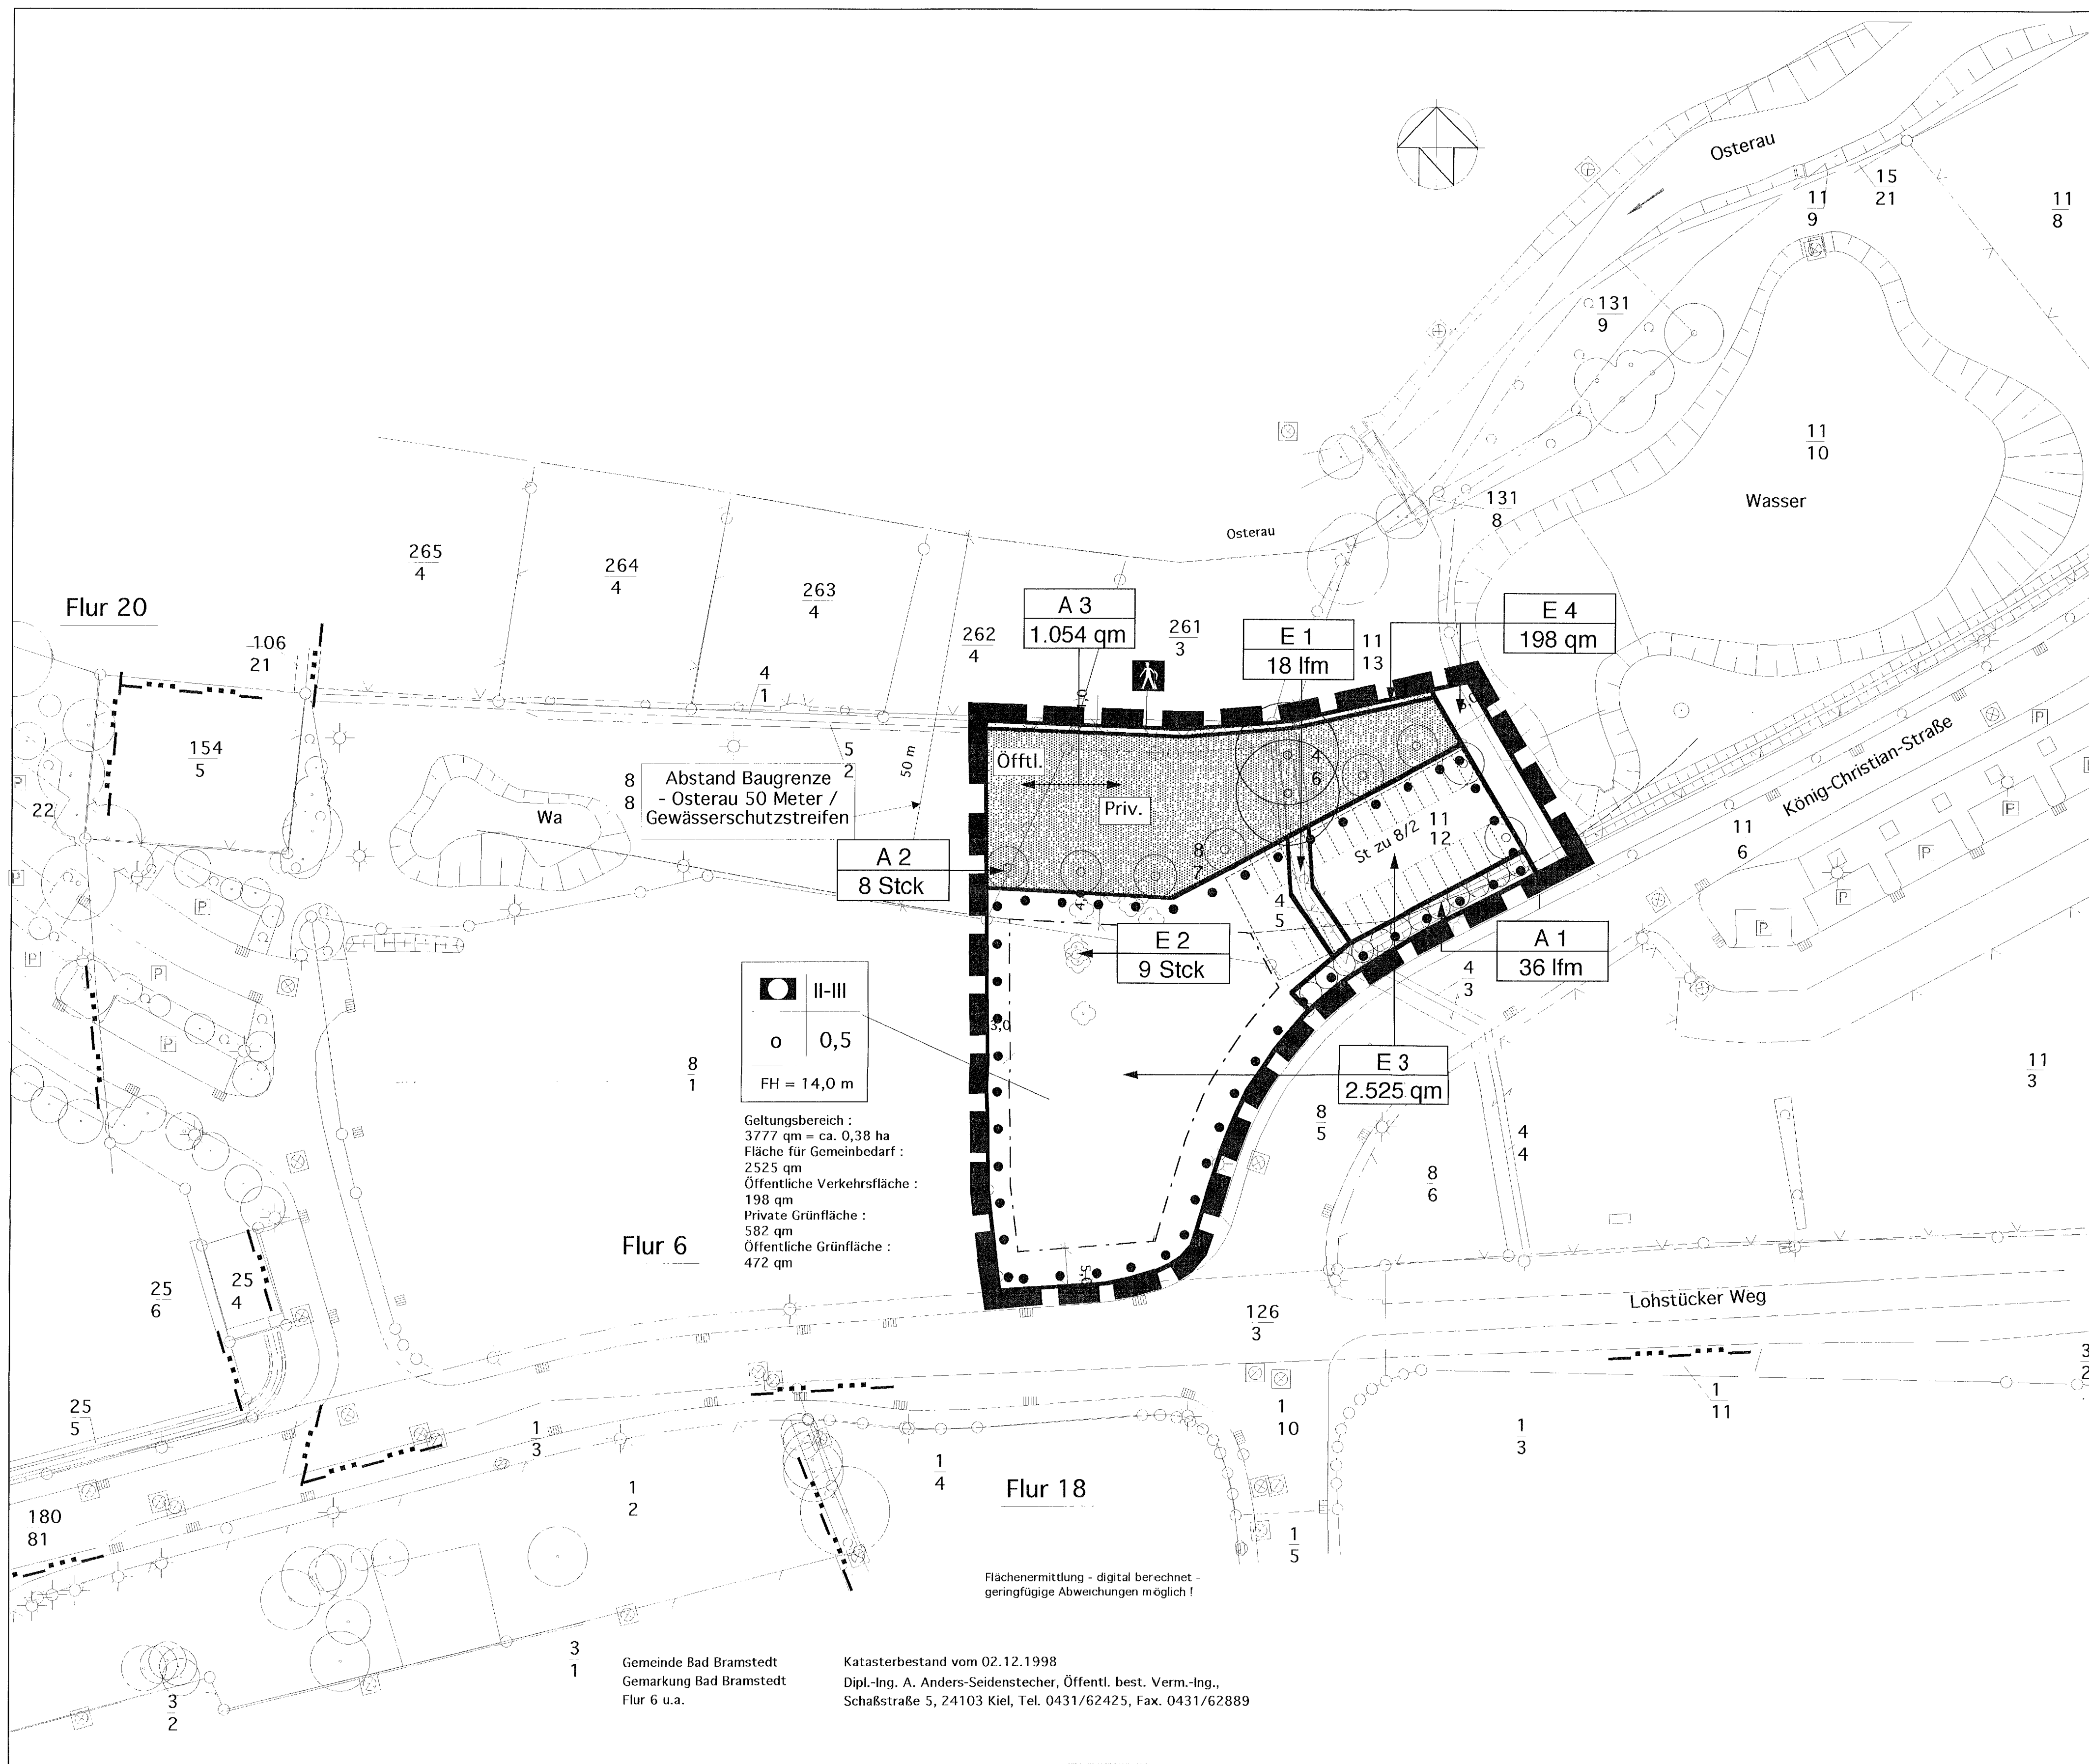 Osterau
15
21
11
9
11
8
131
9
11
10
Wasser
131
8
Osterau
265
4
264
4
263
4
262
4
261
3
Flur 20
106
21
4
1
A 3
1.054 qm
E 1
18 lfm
11
13
E 4
198 qm
154
5
5
2
50 m
3,0
Öfftl.
Priv.
4
6
8
8
Abstand Baugrenze
- Osterau 50 Meter /
Gewässerschutzstreifen
Wa
22
A 2
8 Stck
8
7
St zu 8/2
11
12
König-Christian-Straße
11
6
P
P
P
P
P
P
P
P
P
P
P
4
5
E 2
9 Stck
A 1
36 lfm
4
3
II-III
o
0,5
FH = 14,0 m
3,0
8
1
E 3
2.525 qm
8
5
11
3
4
4
8
6
Geltungsbereich :
3777 qm = ca. 0,38 ha
Fläche für Gemeinbedarf :
2525 qm
Öffentliche Verkehrsfläche :
198 qm
Private Grünfläche :
582 qm
Öffentliche Grünfläche :
472 qm
Flur 6
5,0
25
6
25
4
126
3
Lohstücker Weg
25
5
1
3
1
2
1
4
1
10
1
3
1
11
3
2
Flur 18
180
81
1
5
Flächenermittlung - digital berechnet -
geringfügige Abweichungen möglich !
3
1
3
2
Gemeinde Bad Bramstedt
Gemarkung Bad Bramstedt
Flur 6 u.a.
Katasterbestand vom 02.12.1998
Dipl.-Ing. A. Anders-Seidenstecher, Öffentl. best. Verm.-Ing.,
Schaßstraße 5, 24103 Kiel, Tel. 0431/62425, Fax. 0431/62889